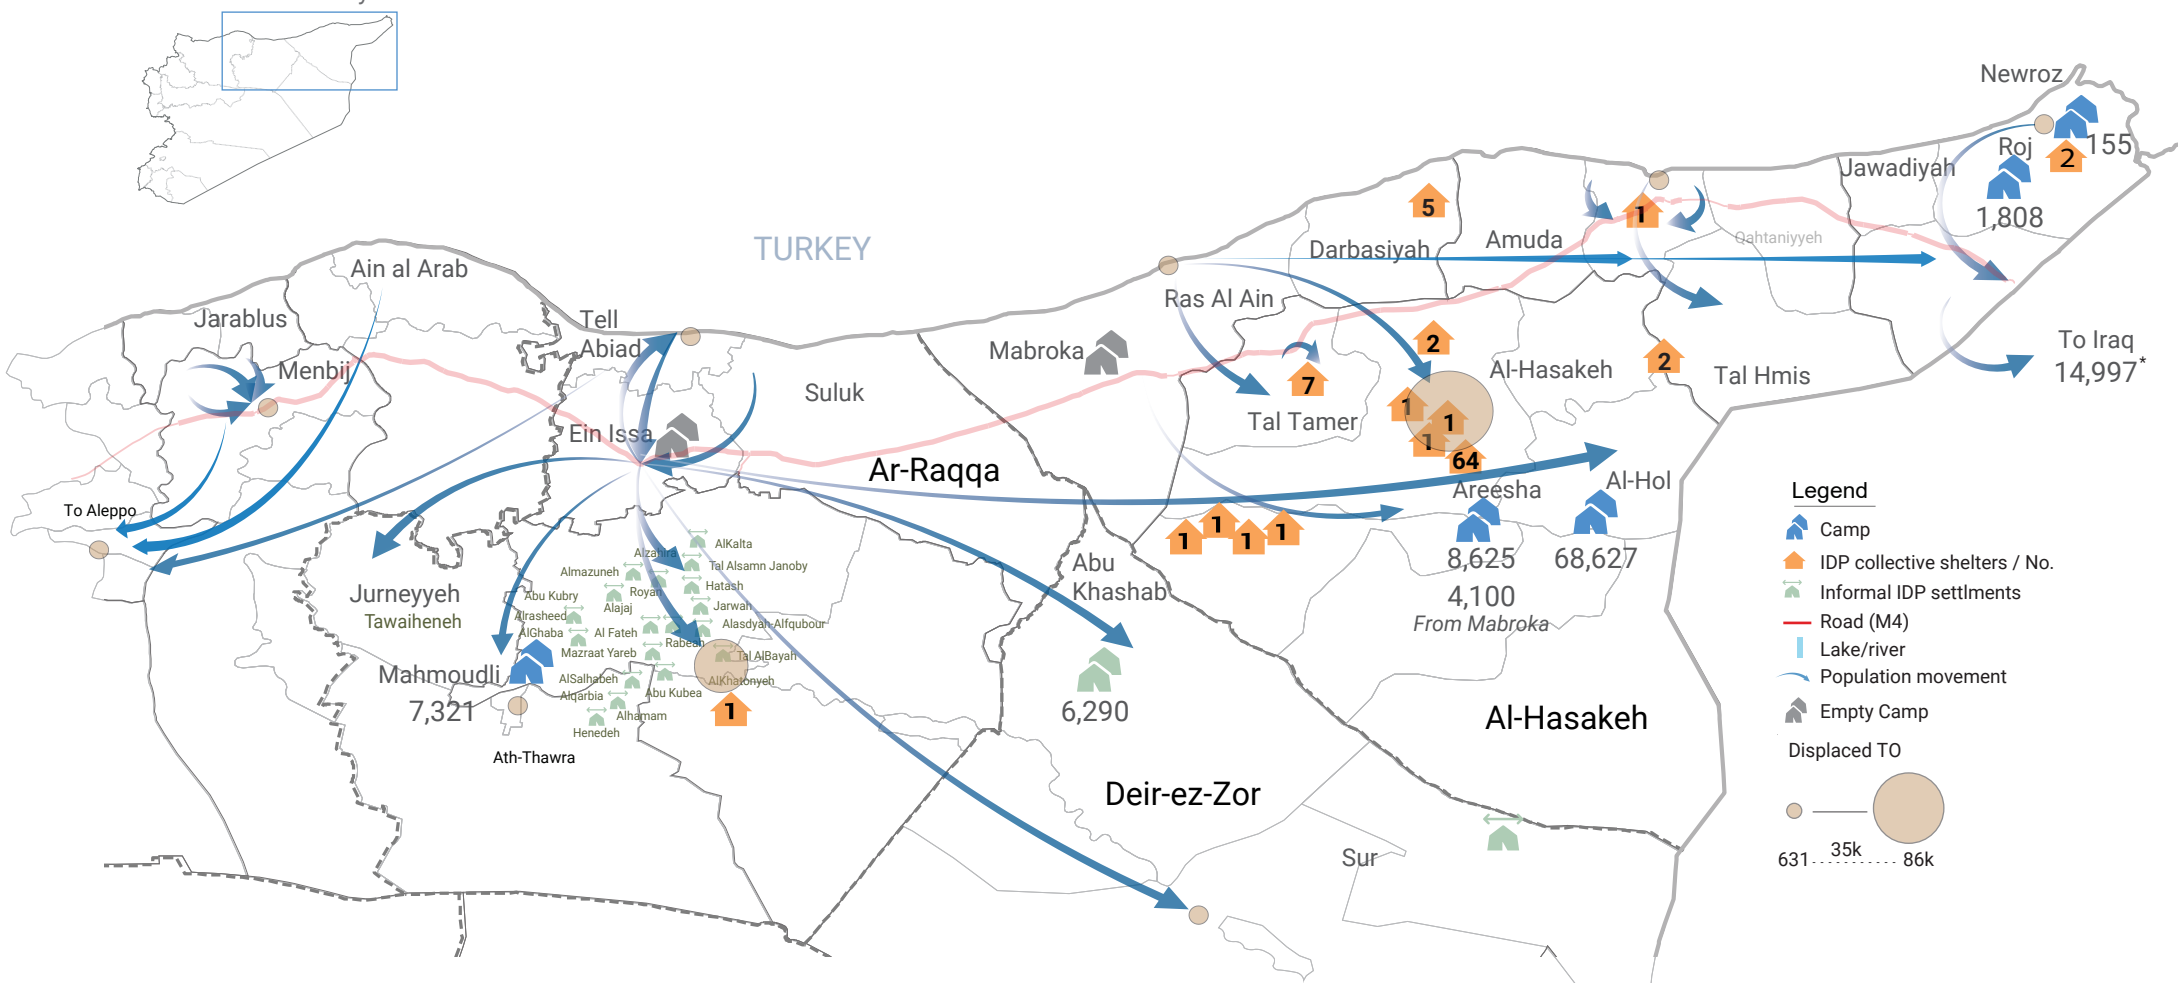 Newroz
155
Roj
2
Jawadiyah
1,808
5
1
Qahtaniyyeh
Amuda
Darbasiyah
TURKEY
Ain al Arab
Jarablus
Menbij
Tell
Abiad
Ras Al Ain
Mabroka
2
7
Al-Hasakeh
2
Tal Hmis
To Iraq
14,997*
Suluk
Ein Issa
Tal Tamer
1
1
1
64
Ar-Raqqa
Areesha
Al-Hol
8,625
68,627
4,100
From Mabroka
1
1
1
1
To Aleppo
Abu
Khashab
6,290
Jurneyyeh
Tawaiheneh
AlKalta
Alzahira
Tal Alsamn Janoby
Almazuneh
Hatash
Royan
Abu Kubry
Alajaj
Jarwah
Alrasheed
Alasdyah-Alfqubour
AlGhaba
Al Fateh
Rabeah
Mazraat Yareb
Tal AlBayah
AlSalhabeh
AlKhatonyeh
Alqarbia
Abu Kubea
Alhamam
Henedeh
1
Mahmoudli
7,321
Ath-Thawra
Al-Hasakeh
Deir-ez-Zor
Sur
Legend
Camp
IDP collective shelters / No.
Informal IDP settlments
Road (M4)
Lake/river
Population movement
Empty Camp
Displaced TO
35k
631 ............ 86k